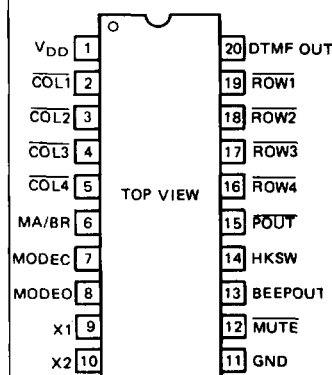 VDD 1 20 DTMF OUT
COL1 2 19 ROW1
COL2 3 18 ROW2
COL3 4 17 ROW3
COL4 5 16 ROW4
TOP VIEW
MA/BR 6 15 POUT
MODEC 7 14 HKSW
MODEO 8 13 BEEPOUT
X1 9 12 MUTE
X2 10 11 GND